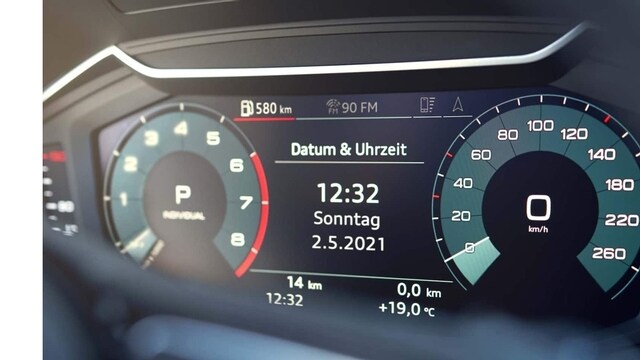 580 km
FM
90 FM
Datum & Uhrzeit
12:32
Sonntag
2.5.2021
14 km
0,0 km
12:32
+19,0 °C
1
2
3
4
5
6
7
8
P
INDIVIDUAL
0
20
40
60
80
100
120
140
180
220
260
0
km/h